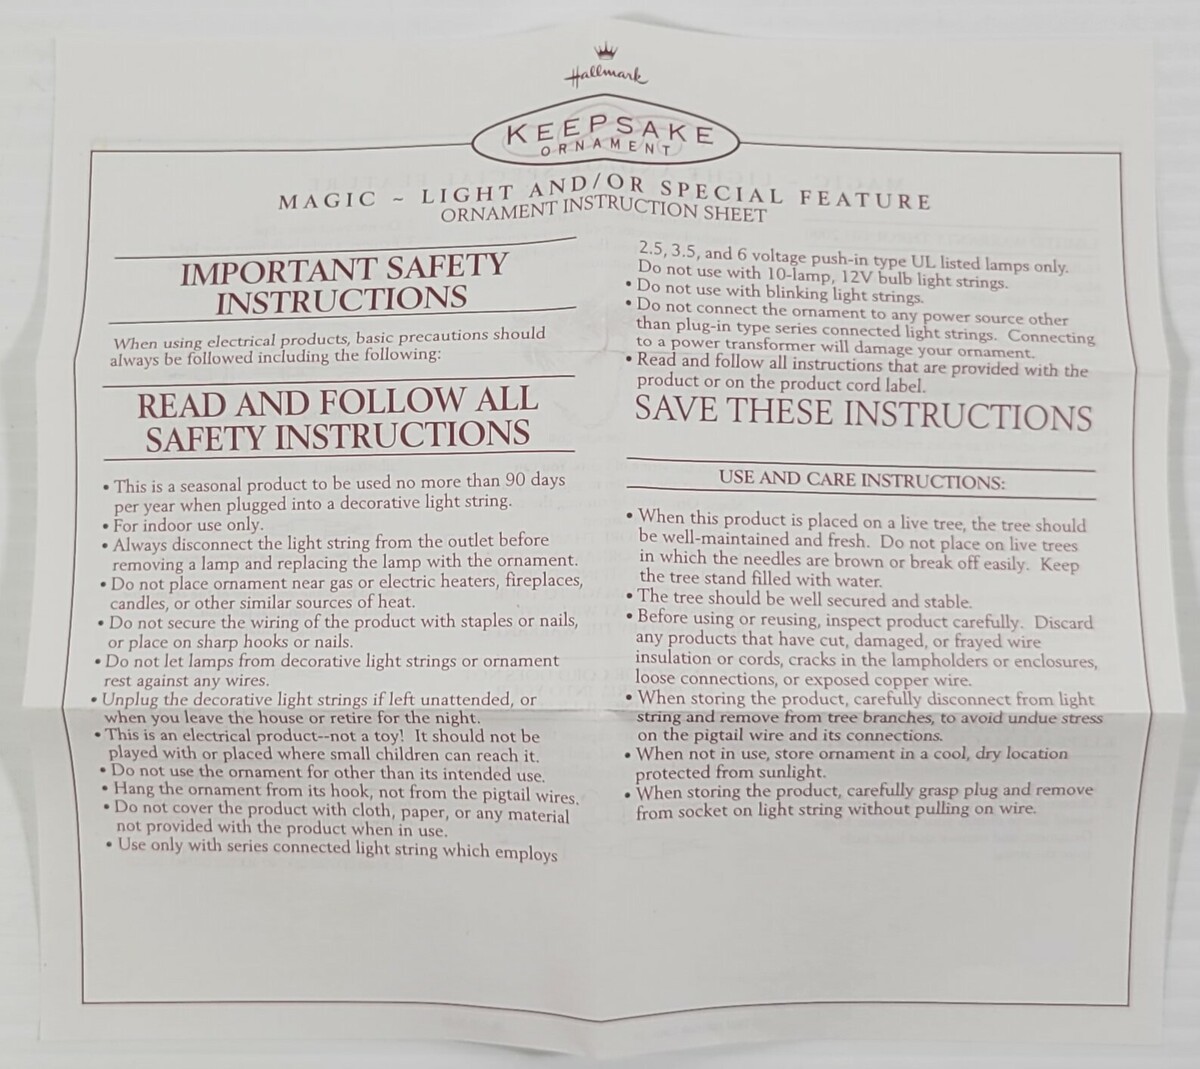 Hallmark
KEEPSAKE
ORNAMENT
MAGIC ~ LIGHT AND/OR SPECIAL FEATURE
ORNAMENT INSTRUCTION SHEET
IMPORTANT SAFETY
INSTRUCTIONS
When using electrical products, basic precautions should
always be followed including the following:
READ AND FOLLOW ALL
SAFETY INSTRUCTIONS
• This is a seasonal product to be used no more than 90 days
per year when plugged into a decorative light string.
• For indoor use only.
• Always disconnect the light string from the outlet before
removing a lamp and replacing the lamp with the ornament.
• Do not place ornament near gas or electric heaters, fireplaces,
candles, or other similar sources of heat.
• Do not secure the wiring of the product with staples or nails,
or place on sharp hooks or nails.
• Do not let lamps from decorative light strings or ornament
rest against any wires.
• Unplug the decorative light strings if left unattended, or
when you leave the house or retire for the night.
• This is an electrical product--not a toy! It should not be
played with or placed where small children can reach it.
• Do not use the ornament for other than its intended use.
• Hang the ornament from its hook, not from the pigtail wires.
• Do not cover the product with cloth, paper, or any material
not provided with the product when in use.
• Use only with series connected light string which employs
2.5, 3.5, and 6 voltage push-in type UL listed lamps only.
Do not use with 10-lamp, 12V bulb light strings.
• Do not use with blinking light strings.
• Do not connect the ornament to any power source other
than plug-in type series connected light strings. Connecting
to a power transformer will damage your ornament.
• Read and follow all instructions that are provided with the
product or on the product cord label.
SAVE THESE INSTRUCTIONS
USE AND CARE INSTRUCTIONS:
• When this product is placed on a live tree, the tree should
be well-maintained and fresh. Do not place on live trees
in which the needles are brown or break off easily. Keep
the tree stand filled with water.
• The tree should be well secured and stable.
• Before using or reusing, inspect product carefully. Discard
any products that have cut, damaged, or frayed wire
insulation or cords, cracks in the lampholders or enclosures,
loose connections, or exposed copper wire.
• When storing the product, carefully disconnect from light
string and remove from tree branches, to avoid undue stress
on the pigtail wire and its connections.
• When not in use, store ornament in a cool, dry location
protected from sunlight.
• When storing the product, carefully grasp plug and remove
from socket on light string without pulling on wire.